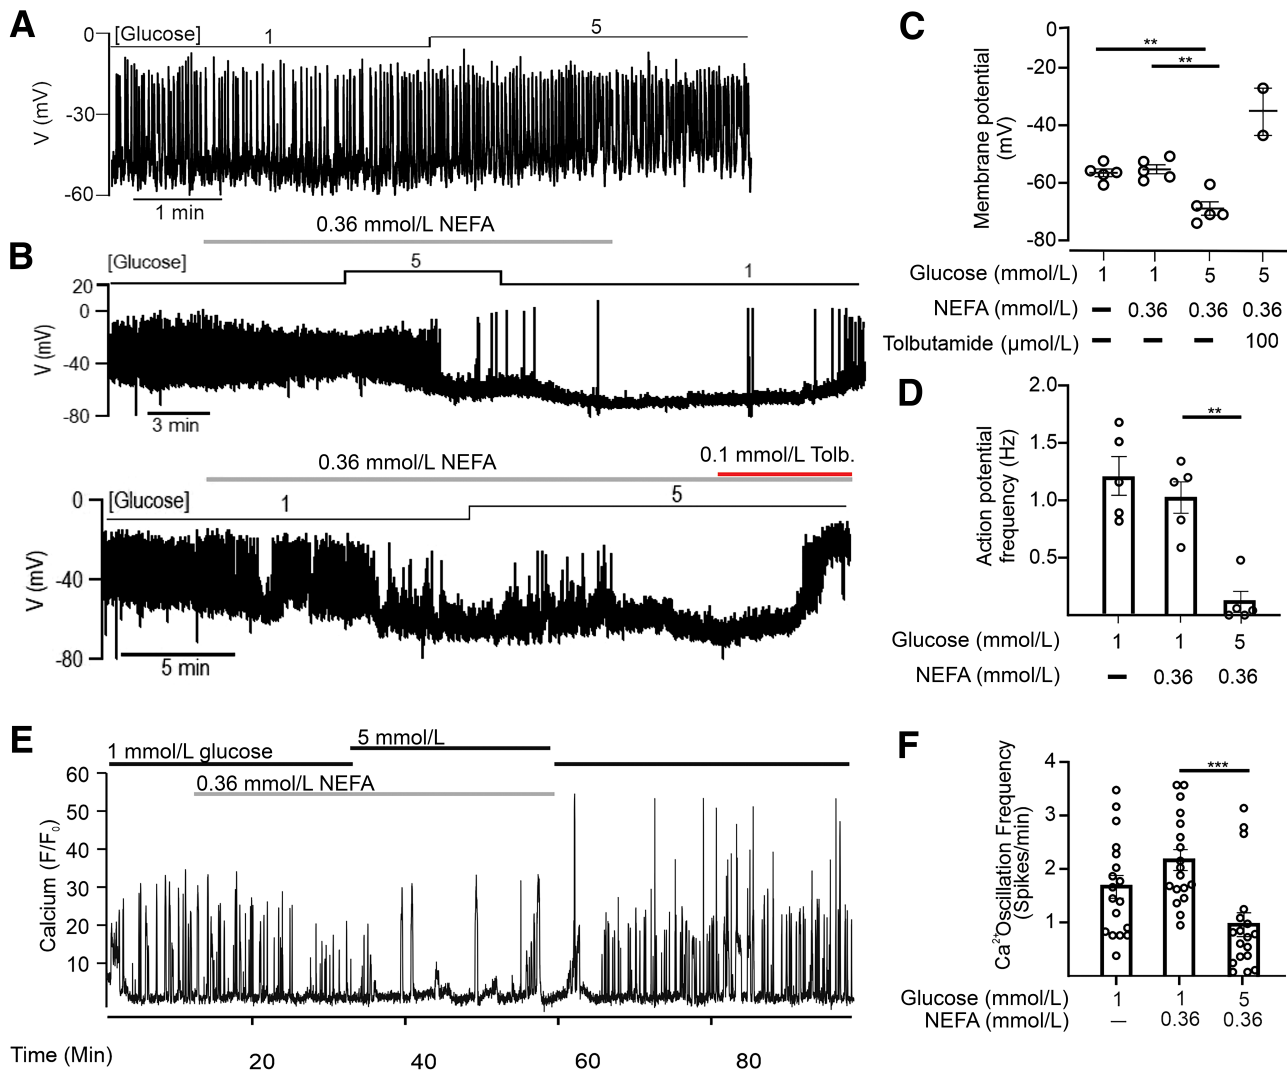 A
[Glucose]
1
5
0
-30
-60
V (mV)
1 min
0.36 mmol/L NEFA
B
[Glucose]
5
1
20
0
-40
-80
V (mV)
3 min
0.36 mmol/L NEFA
0.1 mmol/L Tolb.
[Glucose]
1
5
0
-40
-80
V (mV)
5 min
C
0
-20
-40
-60
-80
Membrane potential
(mV)
**
**
Glucose (mmol/L)
1
1
5
5
NEFA (mmol/L)
0.36
0.36
0.36
Tolbutamide (μmol/L)
100
D
2.0
1.5
1.0
0.5
Action potential
frequency (Hz)
**
Glucose (mmol/L)
1
1
5
NEFA (mmol/L)
0.36
0.36
E
1 mmol/L glucose
5 mmol/L
0.36 mmol/L NEFA
60
50
40
30
20
10
Calcium (F/F0)
Time (Min)
20
40
60
80
F
4
3
2
1
Ca2+Oscillation Frequency
(Spikes/min)
***
Glucose (mmol/L)
1
1
5
NEFA (mmol/L)
—
0.36
0.36